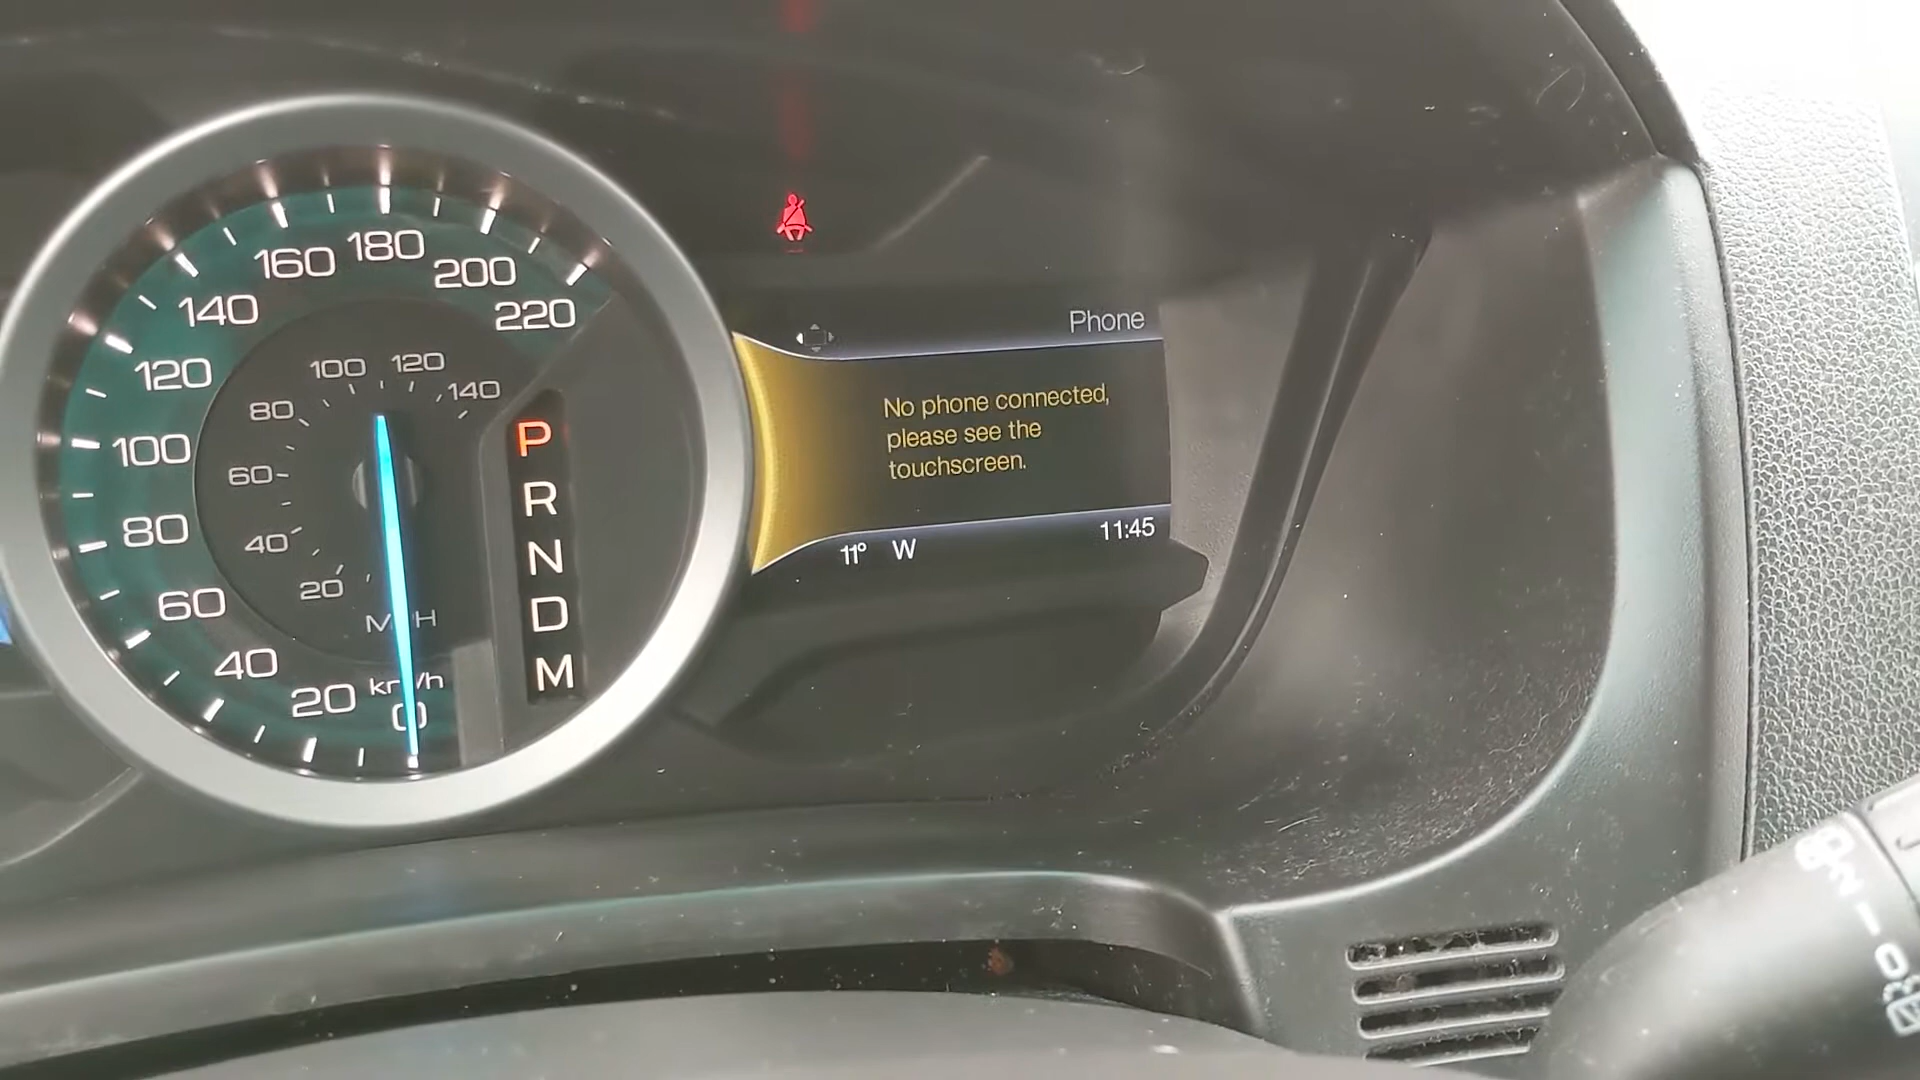 160 180 200
140 220
120
100
80
60
40
20
0
100 120
80 140
60
40
20
MPH
km/h
P
R
N
D
M
Phone
No phone connected,
please see the
touchscreen.
11° W 11:45